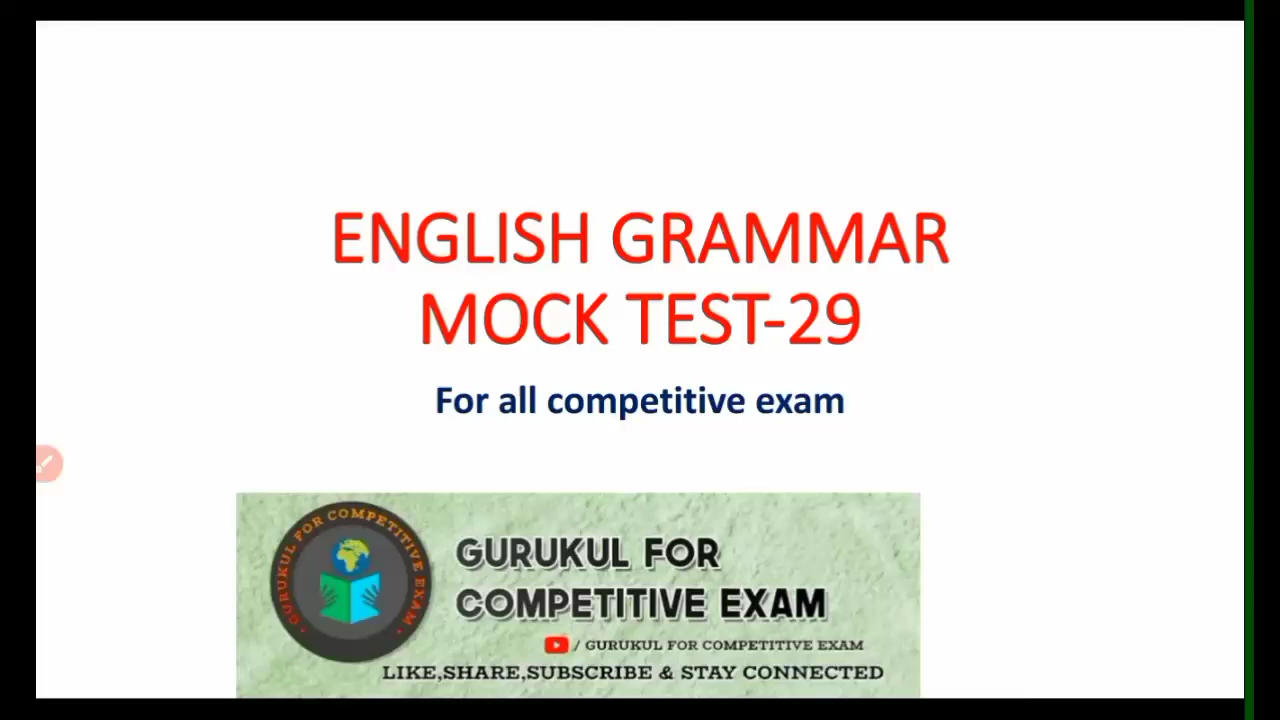 ENGLISH GRAMMAR
MOCK TEST-29
For all competitive exam
GURUKUL FOR COMPETITIVE EXAM
GURUKUL FOR
COMPETITIVE EXAM
/ GURUKUL FOR COMPETITIVE EXAM
LIKE,SHARE,SUBSCRIBE & STAY CONNECTED